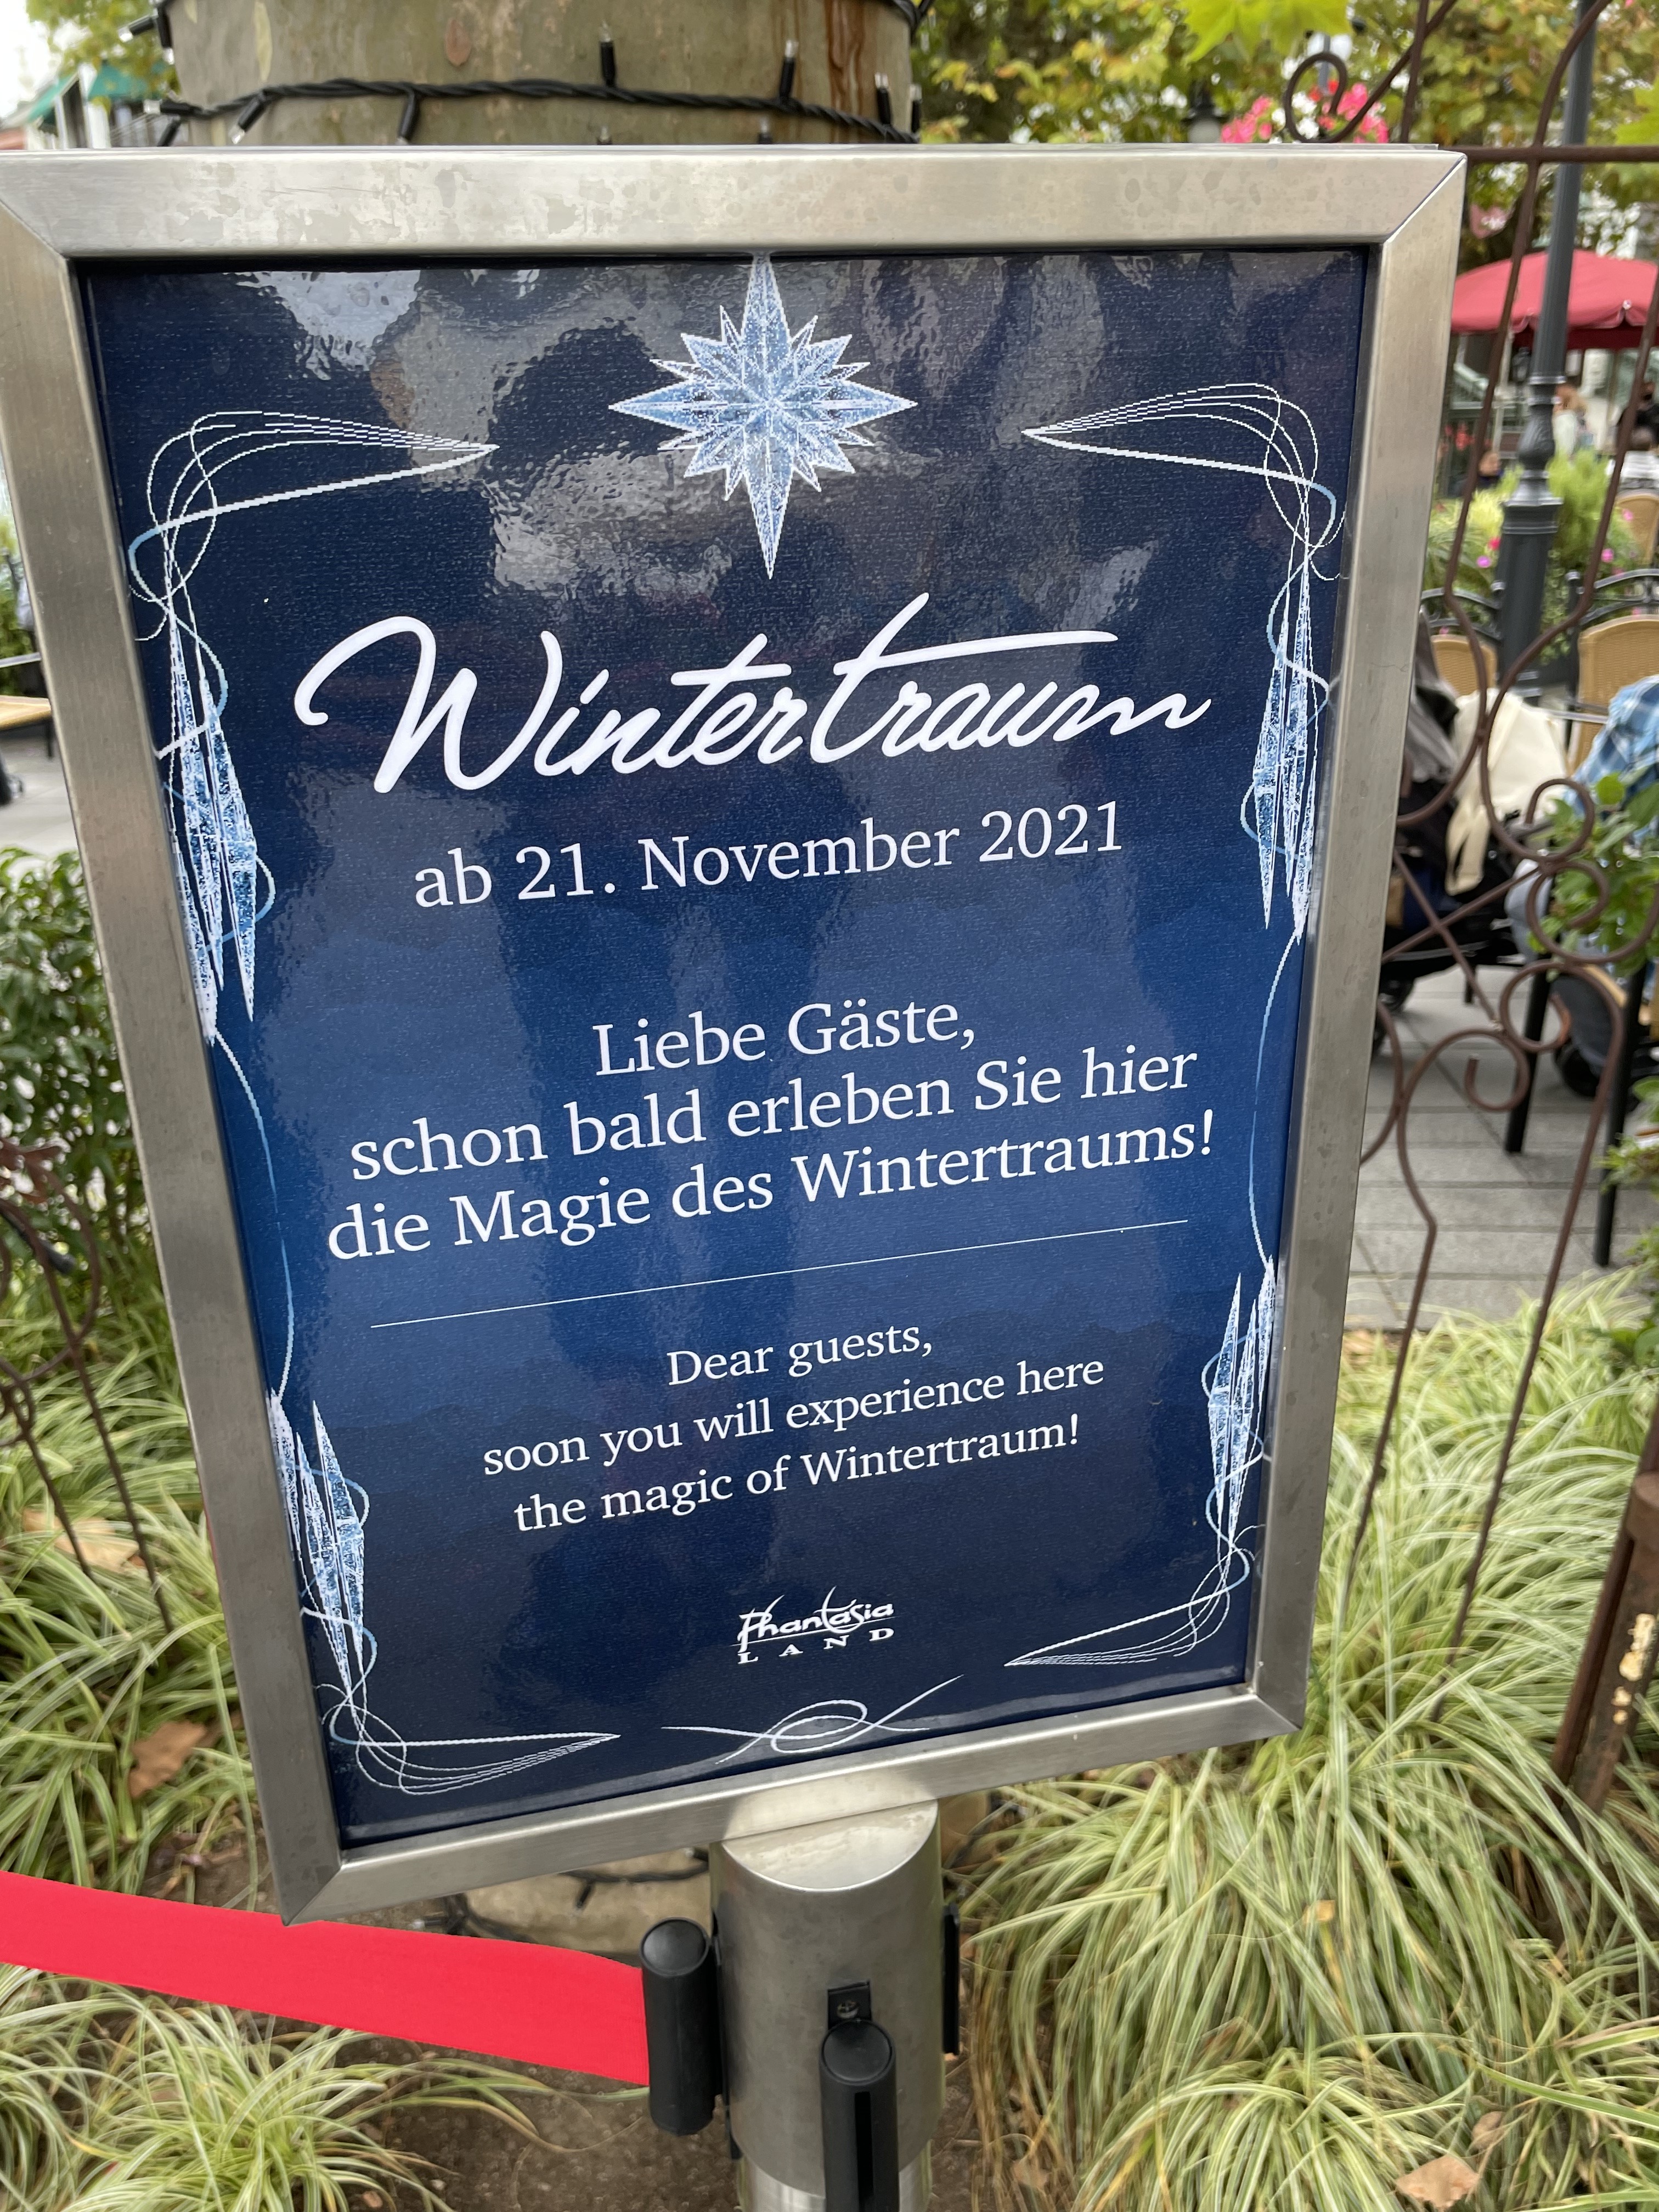 Wintertraum
ab 21. November 2021
Liebe Gäste,
schon bald erleben Sie hier
die Magie des Wintertraums!
Dear guests,
soon you will experience here
the magic of Wintertraum!
Phantasia
LAND